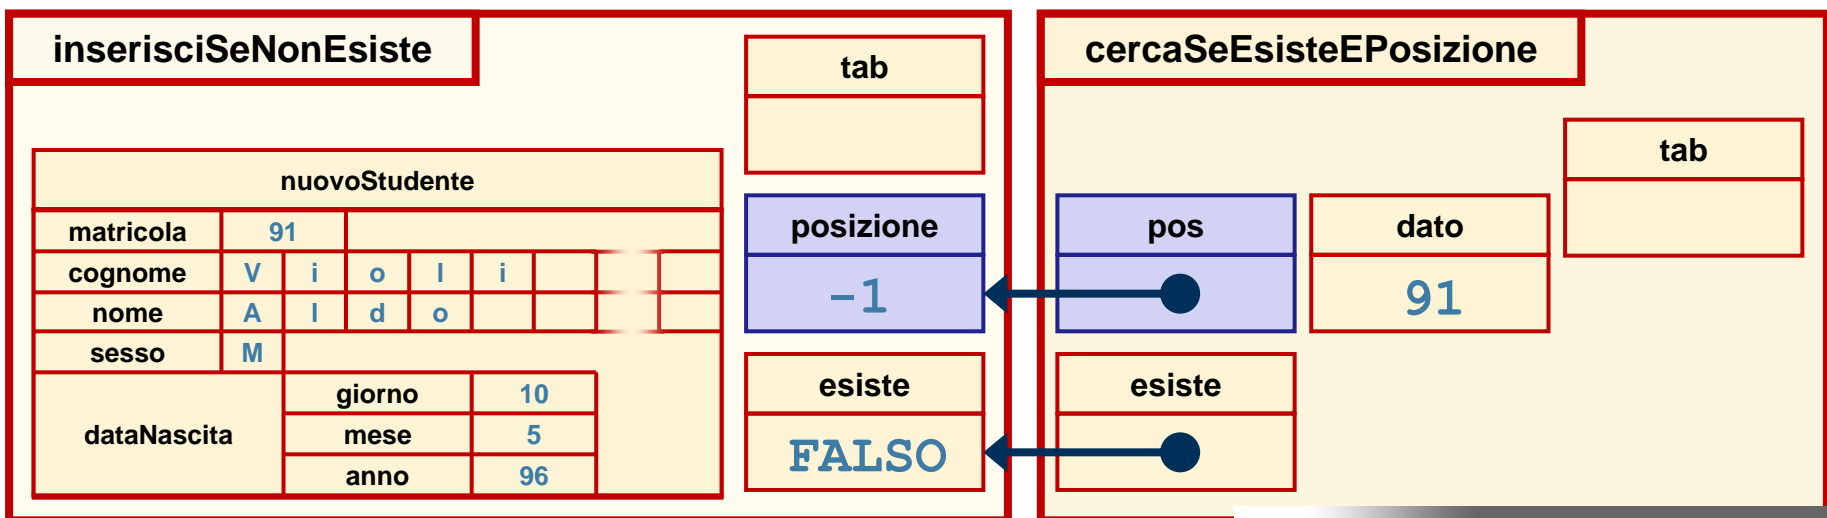 inserisciSeNonEsiste
tab
nuovoStudente
matricola 91
cognome V i o l i
nome A l d o
sesso M
dataNascita
giorno 10
mese 5
anno 96
posizione
-1
esiste
FALSO
cercaSeEsisteEPosizione
tab
pos
dato
91
esiste